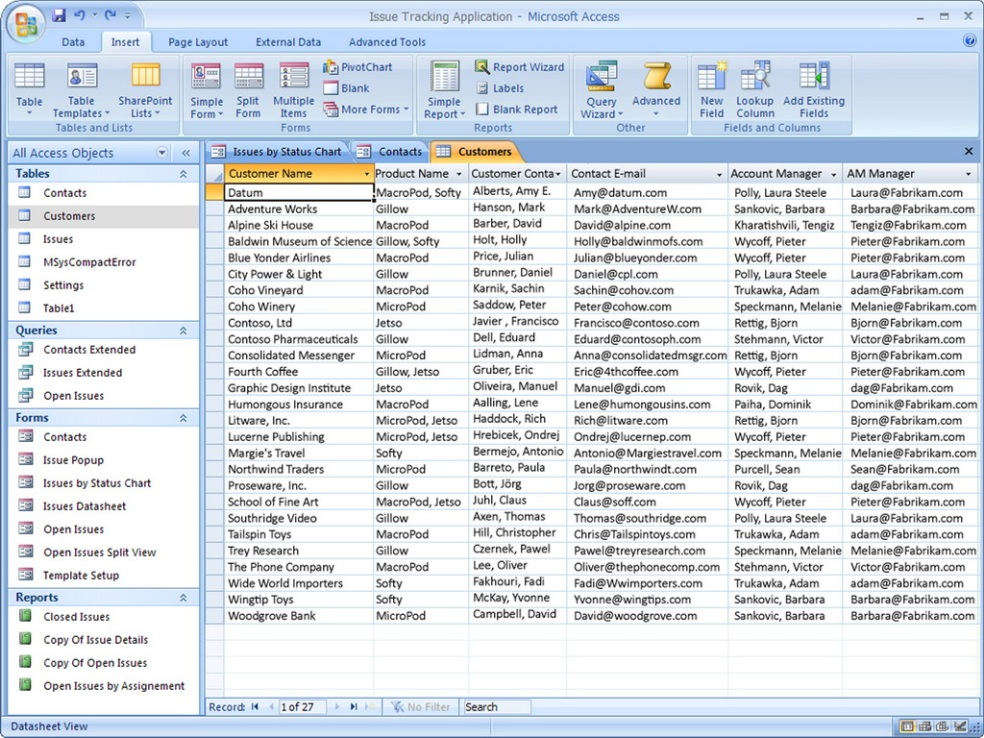 Issue Tracking Application - Microsoft Access
Data Insert Page Layout External Data Advanced Tools
Table
Table Templates
SharePoint Lists
Tables and Lists
Simple Form
Split Form
Multiple Items
PivotChart
Blank
More Forms
Forms
Simple Report
Report Wizard
Labels
Blank Report
Reports
Query Wizard
Advanced
Other
New Field
Lookup Column
Add Existing Fields
Fields and Columns
All Access Objects
Tables
Contacts
Customers
Issues
MSysCompactError
Settings
Table1
Queries
Contacts Extended
Issues Extended
Open Issues
Forms
Contacts
Issue Popup
Issues by Status Chart
Issues Datasheet
Open Issues
Open Issues Split View
Template Setup
Reports
Closed Issues
Copy Of Issue Details
Copy Of Open Issues
Open Issues by Assignement
Issues by Status Chart Contacts Customers
Customer Name Product Name Customer Conta Contact E-mail Account Manager AM Manager
Datum MacroPod, Softy Alberts, Amy E. Amy@datum.com Polly, Laura Steele Laura@Fabrikam.com
Adventure Works Gillow Hanson, Mark Mark@AdventureW.com Sankovic, Barbara Barbara@Fabrikam.com
Alpine Ski House MacroPod Barber, David David@alpine.com Kharatishvili, Tengiz Tengiz@Fabrikam.com
Baldwin Museum of Science Gillow, Softy Holt, Holly Holly@baldwinmofs.com Wycoff, Pieter Pieter@Fabrikam.com
Blue Yonder Airlines MacroPod Price, Julian Julian@blueyonder.com Wycoff, Pieter Pieter@Fabrikam.com
City Power & Light Gillow Brunner, Daniel Daniel@cpl.com Polly, Laura Steele Laura@Fabrikam.com
Coho Vineyard MacroPod Karnik, Sachin Sachin@cohov.com Trukawka, Adam adam@Fabrikam.com
Coho Winery MicroPod Saddow, Peter Peter@cohow.com Speckmann, Melanie Melanie@Fabrikam.com
Contoso, Ltd Jetso Javier , Francisco Francisco@contoso.com Rettig, Bjorn Bjorn@Fabrikam.com
Contoso Pharmaceuticals Gillow Dell, Eduard Eduard@contosoph.com Stehmann, Victor Victor@Fabrikam.com
Consolidated Messenger MicroPod Lidman, Anna Anna@consolidatedmsgr.com Rettig, Bjorn Bjorn@Fabrikam.com
Fourth Coffee Gillow, Jetso Gruber, Eric Eric@4thcoffee.com Wycoff, Pieter Pieter@Fabrikam.com
Graphic Design Institute Jetso Oliveira, Manuel Manuel@gdi.com Rovik, Dag dag@Fabrikam.com
Humongous Insurance MacroPod Aalling, Lene Lene@humongousins.com Paiha, Dominik Dominik@Fabrikam.com
Litware, Inc. MicroPod, Jetso Haddock, Rich Rich@litware.com Rettig, Bjorn Bjorn@Fabrikam.com
Lucerne Publishing MicroPod, Jetso Hrebicek, Ondrej Ondrej@lucernep.com Wycoff, Pieter Pieter@Fabrikam.com
Margie's Travel Softy Bermejo, Antonio Antonio@Margiestravel.com Speckmann, Melanie Melanie@Fabrikam.com
Northwind Traders MicroPod Barreto, Paula Paula@northwindt.com Purcell, Sean Sean@Fabrikam.com
Proseware, Inc. Gillow Bott, Jörg Jorg@proseware.com Rovik, Dag dag@Fabrikam.com
School of Fine Art MacroPod, Jetso Juhl, Claus Claus@soff.com Wycoff, Pieter Pieter@Fabrikam.com
Southridge Video Gillow Axen, Thomas Thomas@southridge.com Polly, Laura Steele Laura@Fabrikam.com
Tailspin Toys MacroPod Hill, Christopher Chris@Tailspintoys.com Trukawka, Adam adam@Fabrikam.com
Trey Research Gillow Czernek, Pawel Pawel@treyresearch.com Speckmann, Melanie Melanie@Fabrikam.com
The Phone Company MacroPod Lee, Oliver Oliver@thephonecomp.com Stehmann, Victor Victor@Fabrikam.com
Wide World Importers Softy Fakhouri, Fadi Fadi@Wwimporters.com Trukawka, Adam adam@Fabrikam.com
Wingtip Toys Softy McKay, Yvonne Yvonne@wingtips.com Sankovic, Barbara Barbara@Fabrikam.com
Woodgrove Bank MicroPod Campbell, David David@woodgrove.com Sankovic, Barbara Barbara@Fabrikam.com
Record: 1 of 27 No Filter Search
Datasheet View